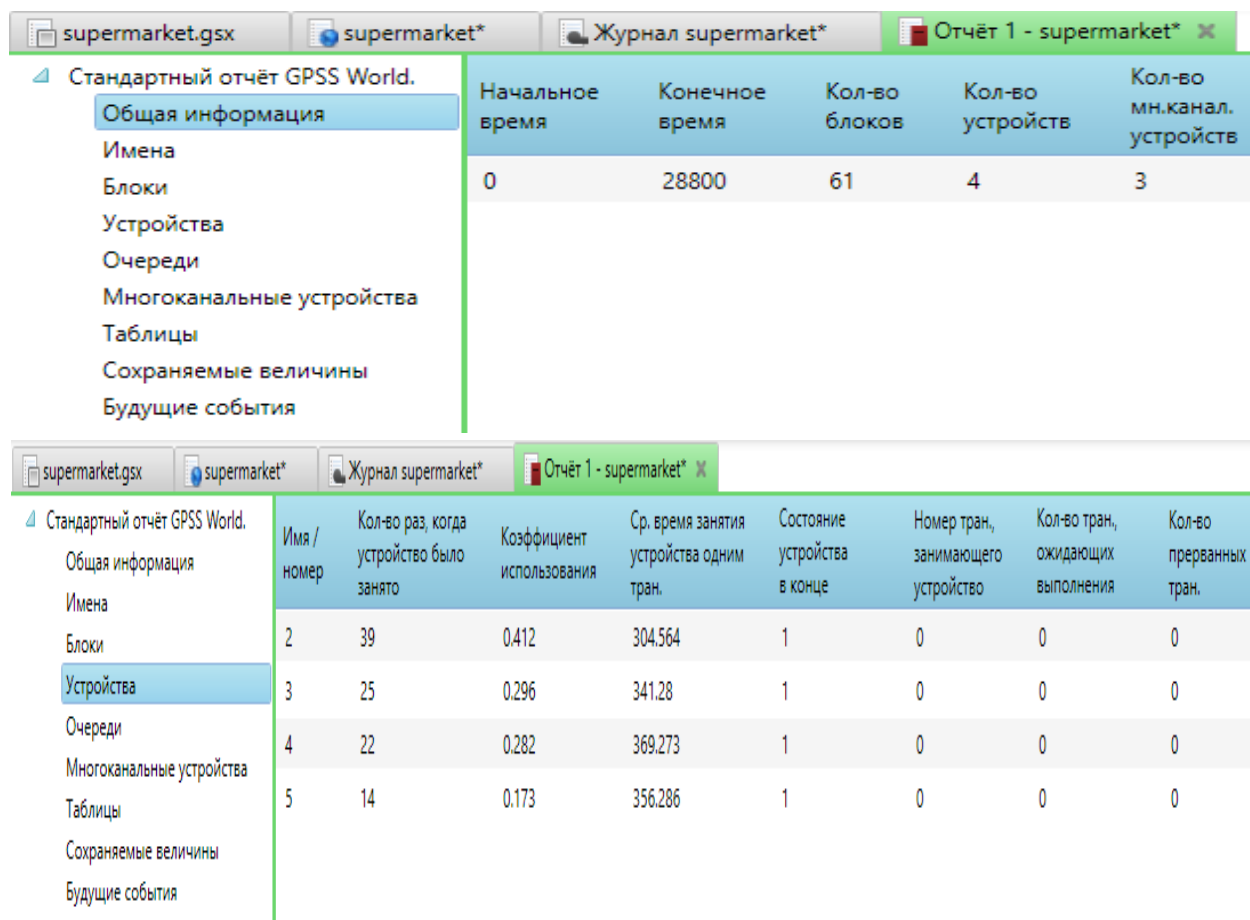 supermarket.gsx supermarket* Журнал supermarket* Отчёт 1 - supermarket*
Стандартный отчёт GPSS World.
Общая информация
Имена
Блоки
Устройства
Очереди
Многоканальные устройства
Таблицы
Сохраняемые величины
Будущие события
Начальное время Конечное время Кол-во блоков Кол-во устройств Кол-во мн.канал. устройств
0 28800 61 4 3
supermarket.gsx supermarket* Журнал supermarket* Отчёт 1 - supermarket*
Стандартный отчёт GPSS World.
Общая информация
Имена
Блоки
Устройства
Очереди
Многоканальные устройства
Таблицы
Сохраняемые величины
Будущие события
Имя / номер Кол-во раз, когда устройство было занято Коэффициент использования Ср. время занятия устройства одним тран. Состояние устройства в конце Номер тран., занимающего устройство Кол-во тран., ожидающих выполнения Кол-во прерванных тран.
2 39 0.412 304.564 1 0 0 0
3 25 0.296 341.28 1 0 0 0
4 22 0.282 369.273 1 0 0 0
5 14 0.173 356.286 1 0 0 0